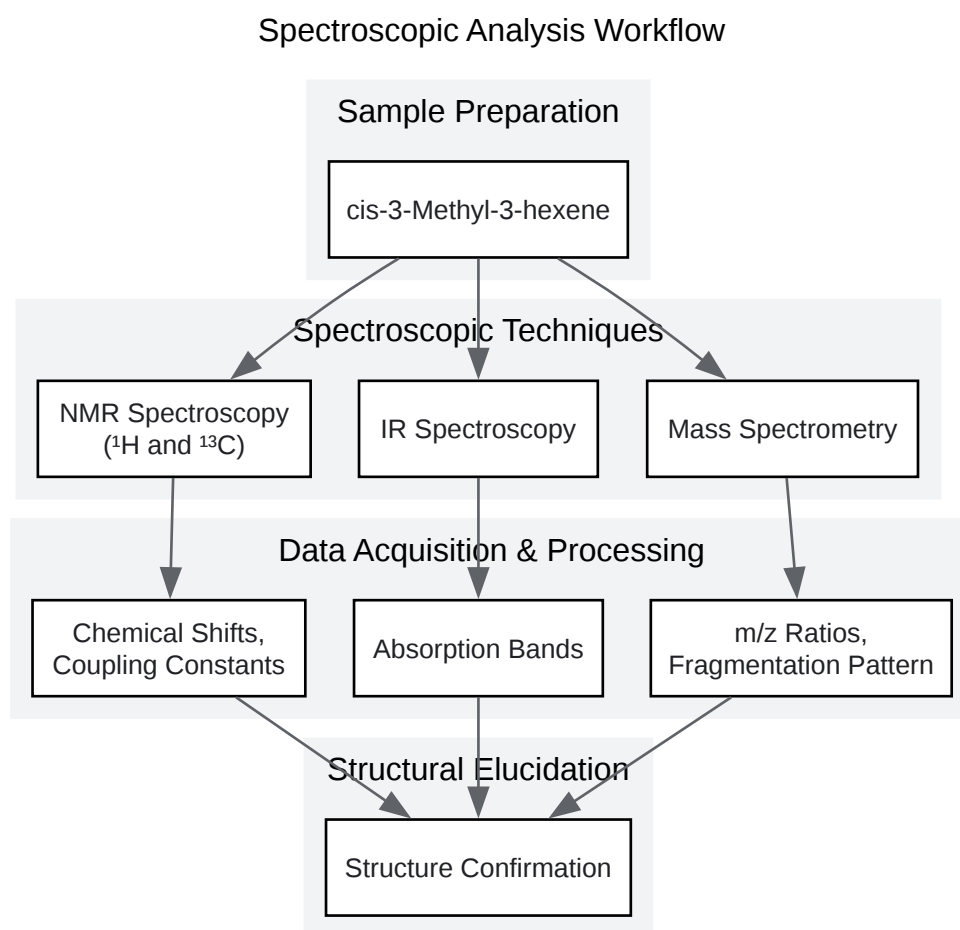 Spectroscopic Analysis Workflow
Sample Preparation
cis-3-Methyl-3-hexene
Spectroscopic Techniques
NMR Spectroscopy
(¹H and ¹³C)
IR Spectroscopy
Mass Spectrometry
Data Acquisition & Processing
Chemical Shifts,
Coupling Constants
Absorption Bands
m/z Ratios,
Fragmentation Pattern
Structural Elucidation
Structure Confirmation